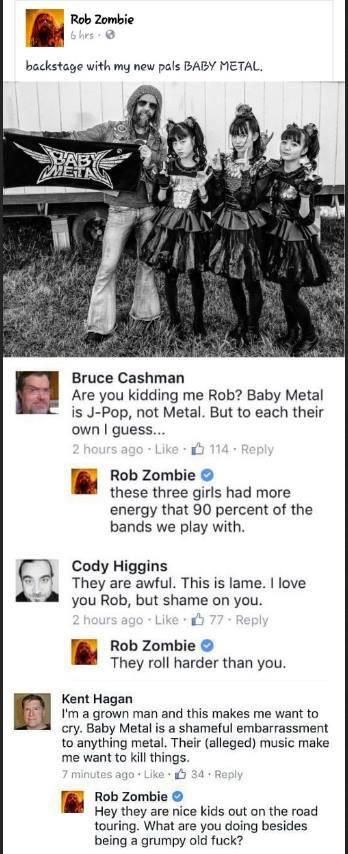 Rob Zombie
6 hrs ·
backstage with my new pals BABY METAL.
BABY
METAL
Bruce Cashman
Are you kidding me Rob? Baby Metal
is J-Pop, not Metal. But to each their
own I guess...
2 hours ago · Like · 114 · Reply
Rob Zombie
these three girls had more
energy that 90 percent of the
bands we play with.
Cody Higgins
They are awful. This is lame. I love
you Rob, but shame on you.
2 hours ago · Like · 77 · Reply
Rob Zombie
They roll harder than you.
Kent Hagan
I'm a grown man and this makes me want to
cry. Baby Metal is a shameful embarrassment
to anything metal. Their (alleged) music make
me want to kill things.
7 minutes ago · Like · 34 · Reply
Rob Zombie
Hey they are nice kids out on the road
touring. What are you doing besides
being a grumpy old fuck?